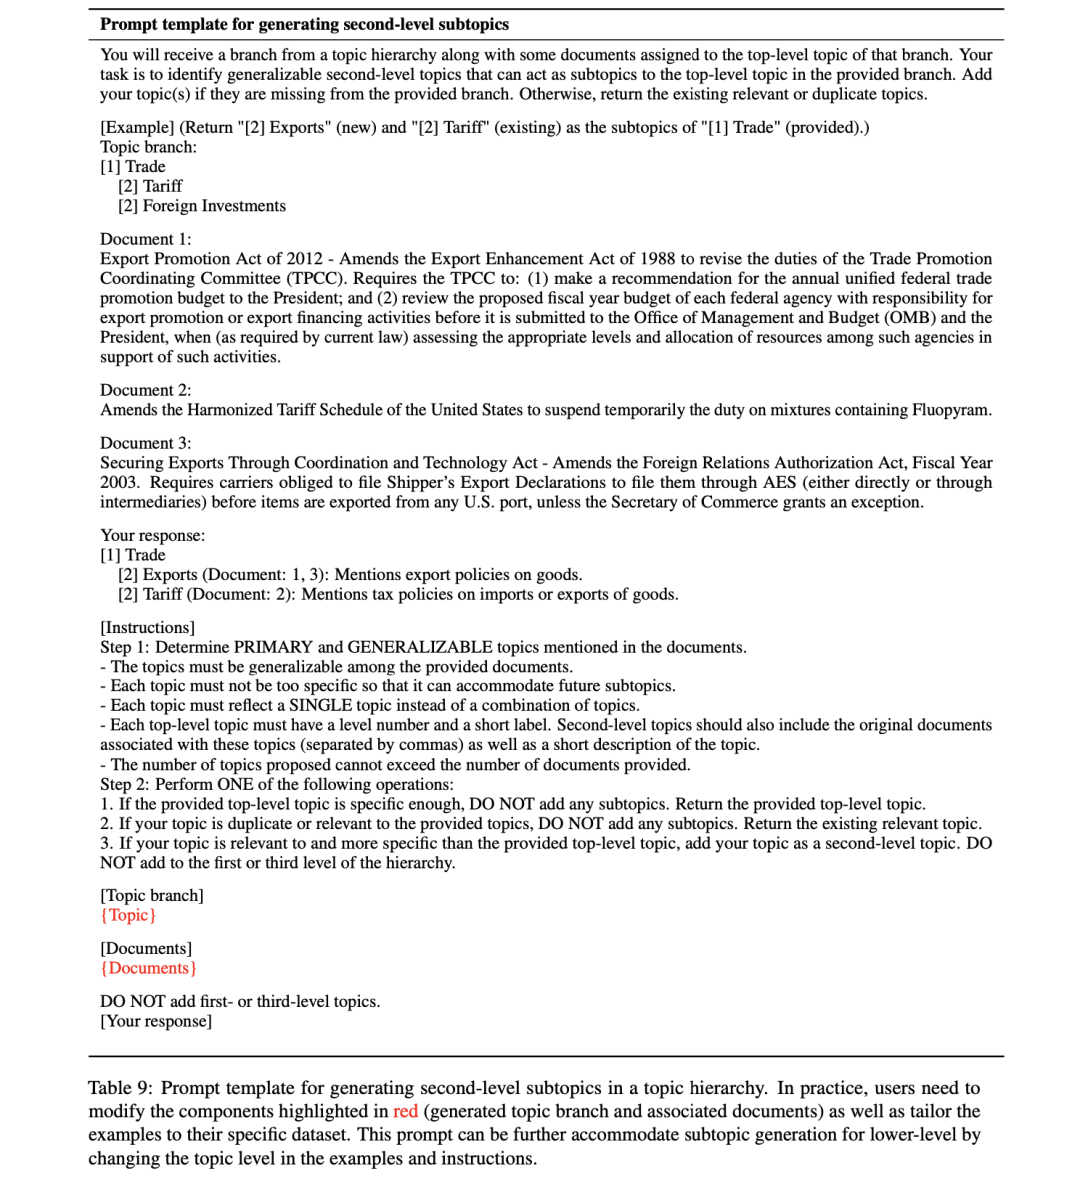 Prompt template for generating second-level subtopics
You will receive a branch from a topic hierarchy along with some documents assigned to the top-level topic of that branch. Your
task is to identify generalizable second-level topics that can act as subtopics to the top-level topic in the provided branch. Add
your topic(s) if they are missing from the provided branch. Otherwise, return the existing relevant or duplicate topics.
[Example] (Return "[2] Exports" (new) and "[2] Tariff" (existing) as the subtopics of "[1] Trade" (provided).)
Topic branch:
[1] Trade
[2] Tariff
[2] Foreign Investments
Document 1:
Export Promotion Act of 2012 - Amends the Export Enhancement Act of 1988 to revise the duties of the Trade Promotion
Coordinating Committee (TPCC). Requires the TPCC to: (1) make a recommendation for the annual unified federal trade
promotion budget to the President; and (2) review the proposed fiscal year budget of each federal agency with responsibility for
export promotion or export financing activities before it is submitted to the Office of Management and Budget (OMB) and the
President, when (as required by current law) assessing the appropriate levels and allocation of resources among such agencies in
support of such activities.
Document 2:
Amends the Harmonized Tariff Schedule of the United States to suspend temporarily the duty on mixtures containing Fluopyram.
Document 3:
Securing Exports Through Coordination and Technology Act - Amends the Foreign Relations Authorization Act, Fiscal Year
2003. Requires carriers obliged to file Shipper's Export Declarations to file them through AES (either directly or through
intermediaries) before items are exported from any U.S. port, unless the Secretary of Commerce grants an exception.
Your response:
[1] Trade
[2] Exports (Document: 1, 3): Mentions export policies on goods.
[2] Tariff (Document: 2): Mentions tax policies on imports or exports of goods.
[Instructions]
Step 1: Determine PRIMARY and GENERALIZABLE topics mentioned in the documents.
- The topics must be generalizable among the provided documents.
- Each topic must not be too specific so that it can accommodate future subtopics.
- Each topic must reflect a SINGLE topic instead of a combination of topics.
- Each top-level topic must have a level number and a short label. Second-level topics should also include the original documents
associated with these topics (separated by commas) as well as a short description of the topic.
- The number of topics proposed cannot exceed the number of documents provided.
Step 2: Perform ONE of the following operations:
1. If the provided top-level topic is specific enough, DO NOT add any subtopics. Return the provided top-level topic.
2. If your topic is duplicate or relevant to the provided topics, DO NOT add any subtopics. Return the existing relevant topic.
3. If your topic is relevant to and more specific than the provided top-level topic, add your topic as a second-level topic. DO
NOT add to the first or third level of the hierarchy.
[Topic branch]
{Topic}
[Documents]
{Documents}
DO NOT add first- or third-level topics.
[Your response]
Table 9: Prompt template for generating second-level subtopics in a topic hierarchy. In practice, users need to
modify the components highlighted in red (generated topic branch and associated documents) as well as tailor the
examples to their specific dataset. This prompt can be further accommodate subtopic generation for lower-level by
changing the topic level in the examples and instructions.